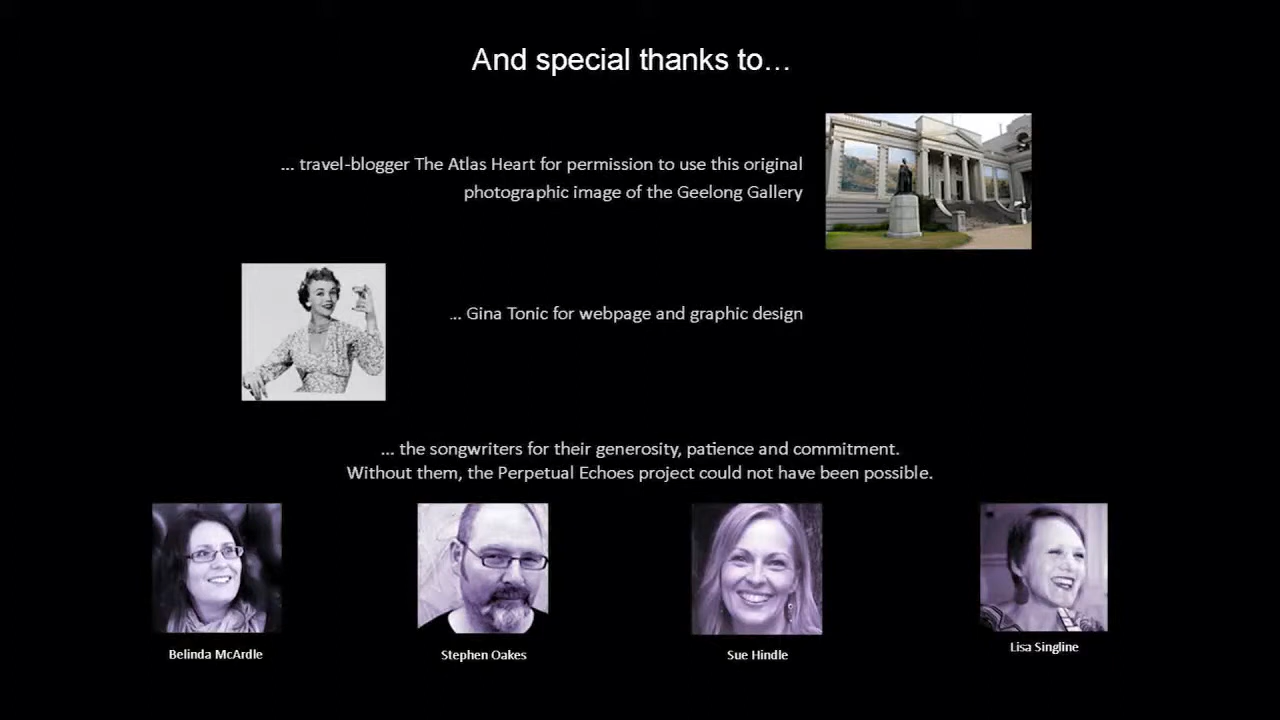 And special thanks to...
... travel-blogger The Atlas Heart for permission to use this original
photographic image of the Geelong Gallery
... Gina Tonic for webpage and graphic design
... the songwriters for their generosity, patience and commitment.
Without them, the Perpetual Echoes project could not have been possible.
Belinda McArdle
Stephen Oakes
Sue Hindle
Lisa Singline